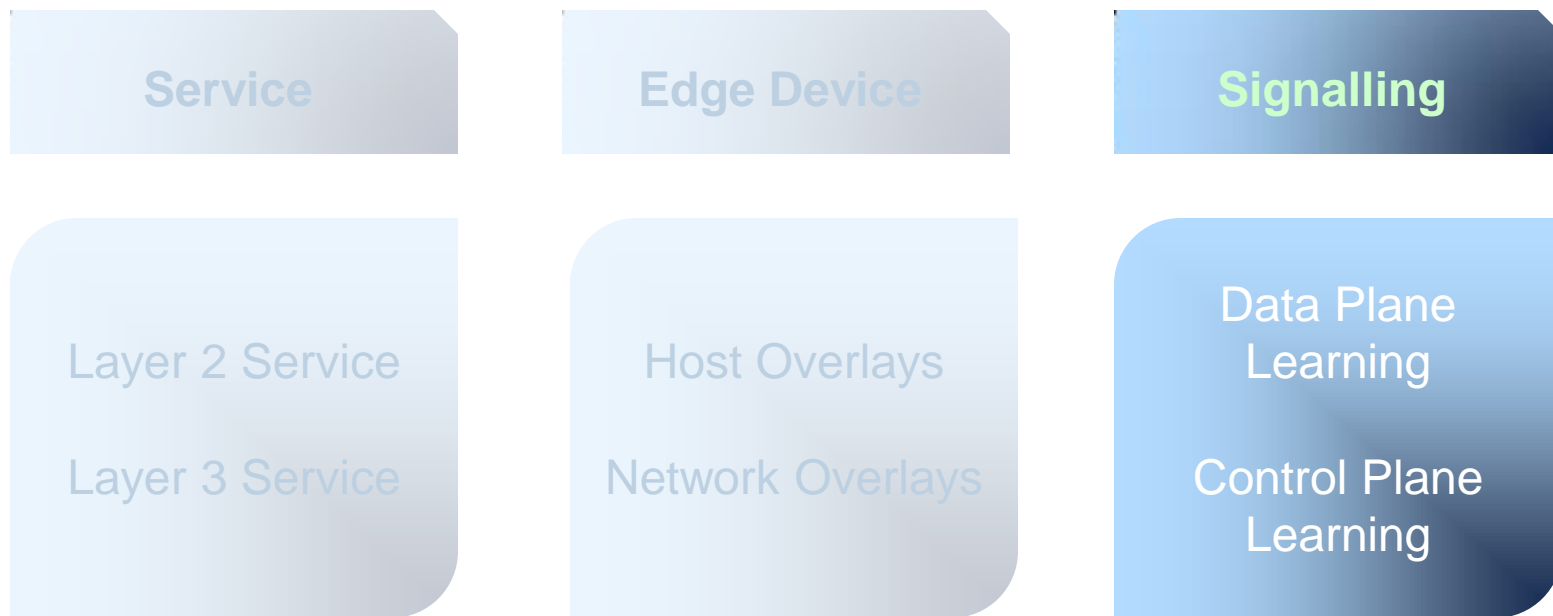 Service
Edge Device
Signalling
Layer 2 Service
Layer 3 Service
Host Overlays
Network Overlays
Data Plane
Learning
Control Plane
Learning